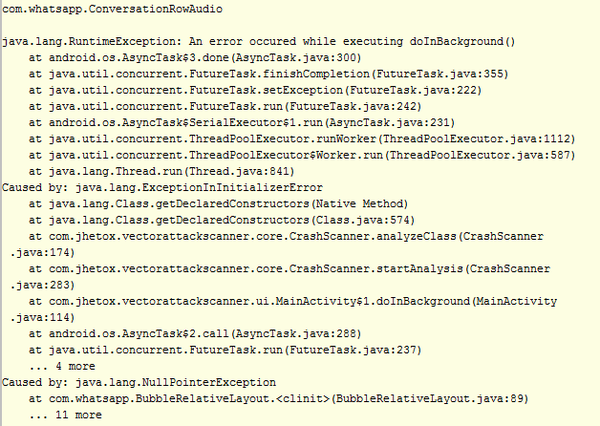 com.whatsapp.ConversationRowAudio
java.lang.RuntimeException: An error occured while executing doInBackground()
at android.os.AsyncTask$3.done(AsyncTask.java:300)
at java.util.concurrent.FutureTask.finishCompletion(FutureTask.java:355)
at java.util.concurrent.FutureTask.setException(FutureTask.java:222)
at java.util.concurrent.FutureTask.run(FutureTask.java:242)
at android.os.AsyncTask$SerialExecutor$1.run(AsyncTask.java:231)
at java.util.concurrent.ThreadPoolExecutor.runWorker(ThreadPoolExecutor.java:1112)
at java.util.concurrent.ThreadPoolExecutor$Worker.run(ThreadPoolExecutor.java:587)
at java.lang.Thread.run(Thread.java:841)
Caused by: java.lang.ExceptionInInitializerError
at java.lang.Class.getDeclaredConstructors(Native Method)
at java.lang.Class.getDeclaredConstructors(Class.java:574)
at com.jhetox.vectorattackscanner.core.CrashScanner.analyzeClass(CrashScanner
.java:174)
at com.jhetox.vectorattackscanner.core.CrashScanner.startAnalysis(CrashScanner
.java:283)
at com.jhetox.vectorattackscanner.ui.MainActivity$1.doInBackground(MainActivity
.java:114)
at android.os.AsyncTask$2.call(AsyncTask.java:288)
at java.util.concurrent.FutureTask.run(FutureTask.java:237)
... 4 more
Caused by: java.lang.NullPointerException
at com.whatsapp.BubbleRelativeLayout.<clinit>(BubbleRelativeLayout.java:89)
... 11 more